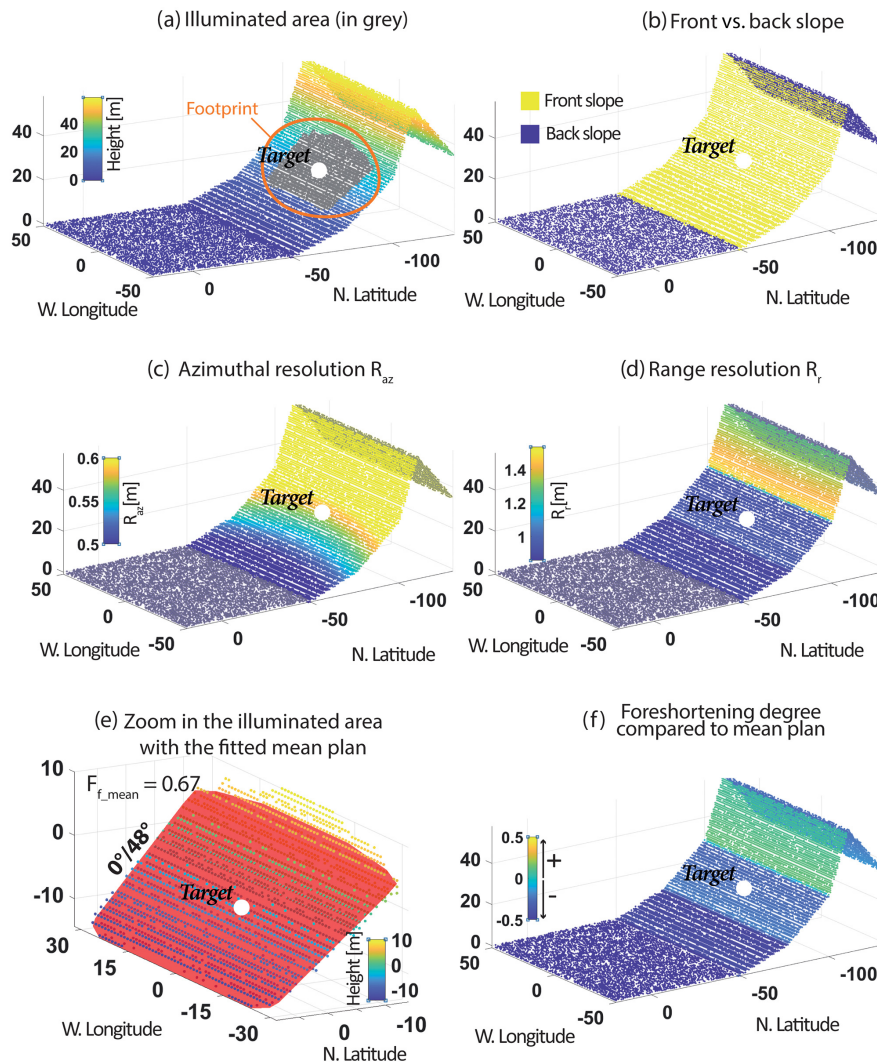 (a) Illuminated area (in grey)
Height [m]
40
20
0
Footprint
Target
40
20
0
50
0
-50
W. Longitude
0
-50
-100
N. Latitude
(b) Front vs. back slope
Front slope
Back slope
Target
40
20
0
50
0
-50
W. Longitude
0
-50
-100
N. Latitude
(c) Azimuthal resolution R_az
0.6
0.55
0.5
R_az[m]
Target
40
20
0
50
0
-50
W. Longitude
0
-50
-100
N. Latitude
(d) Range resolution R_r
1.4
1.2
1
R_r[m]
Target
40
20
0
50
0
-50
W. Longitude
0
-50
-100
N. Latitude
(e) Zoom in the illuminated area
with the fitted mean plan
F_f_mean = 0.67
0°/48°
Target
10
0
-10
30
15
0
-15
-30
W. Longitude
Height [m]
10
0
-10
0
-10
N. Latitude
(f) Foreshortening degree
compared to mean plan
0.5
0
-0.5
+
-
Target
40
20
0
50
0
-50
W. Longitude
0
-50
-100
N. Latitude